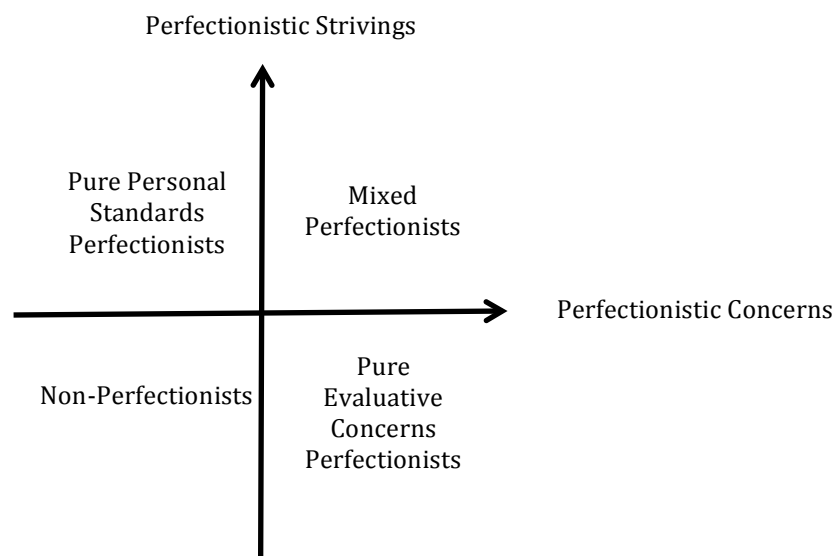 Perfectionistic Strivings
Pure Personal
Standards
Perfectionists
Mixed
Perfectionists
Perfectionistic Concerns
Non-Perfectionists
Pure
Evaluative
Concerns
Perfectionists